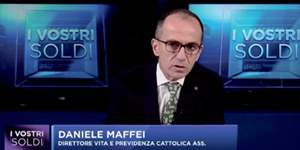 I VOSTRI
SOLDI
I VOSTRI
SOLDI
I VOSTRI
SOLDI
DANIELE MAFFEI
DIRETTORE VITA E PREVIDENZA CATTOLICA ASS.